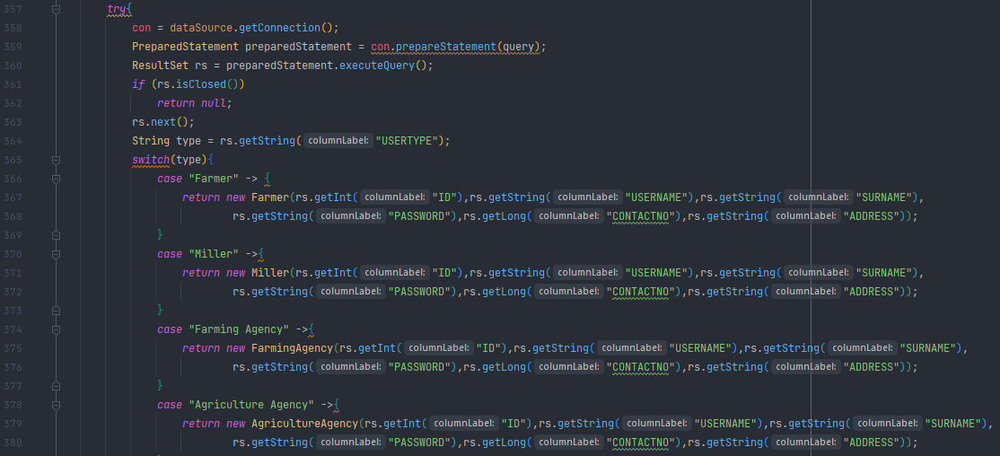 357 try{
358 con = dataSource.getConnection();
359 PreparedStatement preparedStatement = con.prepareStatement(query);
360 ResultSet rs = preparedStatement.executeQuery();
361 if (rs.isClosed())
362 return null;
363 rs.next();
364 String type = rs.getString( columnLabel: "USERTYPE");
365 switch(type){
366 case "Farmer" -> {
367 return new Farmer(rs.getInt( columnLabel: "ID"),rs.getString( columnLabel: "USERNAME"),rs.getString( columnLabel: "SURNAME"),
368 rs.getString( columnLabel: "PASSWORD"),rs.getLong( columnLabel: "CONTACTNO"),rs.getString( columnLabel: "ADDRESS"));
369 }
370 case "Miller" ->{
371 return new Miller(rs.getInt( columnLabel: "ID"),rs.getString( columnLabel: "USERNAME"),rs.getString( columnLabel: "SURNAME"),
372 rs.getString( columnLabel: "PASSWORD"),rs.getLong( columnLabel: "CONTACTNO"),rs.getString( columnLabel: "ADDRESS"));
373 }
374 case "Farming Agency" ->{
375 return new FarmingAgency(rs.getInt( columnLabel: "ID"),rs.getString( columnLabel: "USERNAME"),rs.getString( columnLabel: "SURNAME"),
376 rs.getString( columnLabel: "PASSWORD"),rs.getLong( columnLabel: "CONTACTNO"),rs.getString( columnLabel: "ADDRESS"));
377 }
378 case "Agriculture Agency" ->{
379 return new AgricultureAgency(rs.getInt( columnLabel: "ID"),rs.getString( columnLabel: "USERNAME"),rs.getString( columnLabel: "SURNAME"),
380 rs.getString( columnLabel: "PASSWORD"),rs.getLong( columnLabel: "CONTACTNO"),rs.getString( columnLabel: "ADDRESS"));